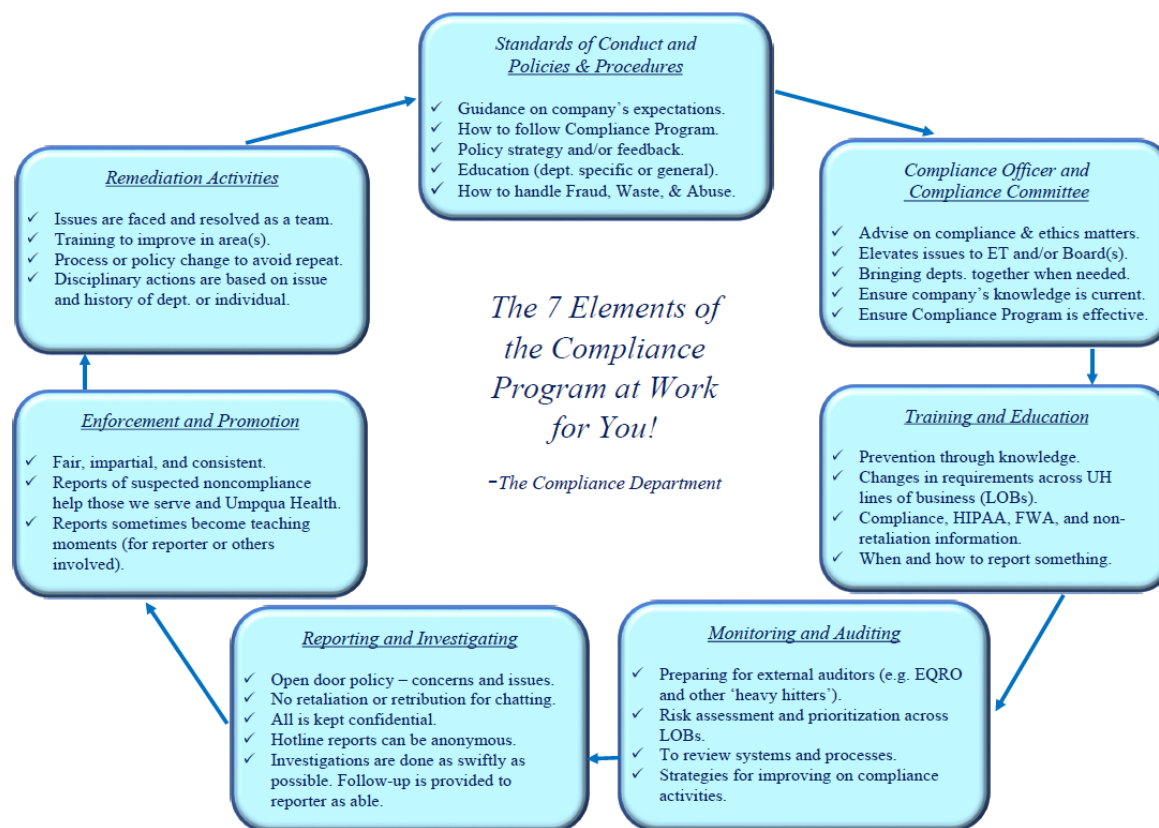 Standards of Conduct and
Policies & Procedures
✓ Guidance on company’s expectations.
✓ How to follow Compliance Program.
✓ Policy strategy and/or feedback.
✓ Education (dept. specific or general).
✓ How to handle Fraud, Waste, & Abuse.
Compliance Officer and
Compliance Committee
✓ Advise on compliance & ethics matters.
✓ Elevates issues to ET and/or Board(s).
✓ Bringing depts. together when needed.
✓ Ensure company’s knowledge is current.
✓ Ensure Compliance Program is effective.
Training and Education
✓ Prevention through knowledge.
✓ Changes in requirements across UH
lines of business (LOBs).
✓ Compliance, HIPAA, FWA, and non-
retaliation information.
✓ When and how to report something.
Monitoring and Auditing
✓ Preparing for external auditors (e.g. EQRO
and other ‘heavy hitters’).
✓ Risk assessment and prioritization across
LOBs.
✓ To review systems and processes.
✓ Strategies for improving on compliance
activities.
Reporting and Investigating
✓ Open door policy – concerns and issues.
✓ No retaliation or retribution for chatting.
✓ All is kept confidential.
✓ Hotline reports can be anonymous.
✓ Investigations are done as swiftly as
possible. Follow-up is provided to
reporter as able.
Enforcement and Promotion
✓ Fair, impartial, and consistent.
✓ Reports of suspected noncompliance
help those we serve and Umpqua Health.
✓ Reports sometimes become teaching
moments (for reporter or others
involved).
Remediation Activities
✓ Issues are faced and resolved as a team.
✓ Training to improve in area(s).
✓ Process or policy change to avoid repeat.
✓ Disciplinary actions are based on issue
and history of dept. or individual.
The 7 Elements of
the Compliance
Program at Work
for You!
-The Compliance Department